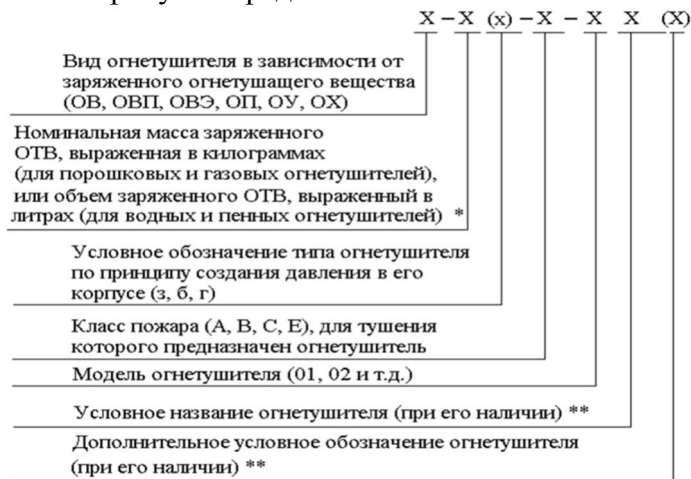 Х – Х (х) – Х – Х Х (Х)
Вид огнетушителя в зависимости от
заряженного огнетушащего вещества
(ОВ, ОВП, ОВЭ, ОП, ОУ, ОХ)
Номинальная масса заряженного
ОТВ, выраженная в килограммах
(для порошковых и газовых огнетушителей),
или объем заряженного ОТВ, выраженный в
литрах (для водных и пенных огнетушителей) *
Условное обозначение типа огнетушителя
по принципу создания давления в его
корпусе (з, б, г)
Класс пожара (А, В, С, Е), для тушения
которого предназначен огнетушитель
Модель огнетушителя (01, 02 и т.д.)
Условное название огнетушителя (при его наличии) **
Дополнительное условное обозначение огнетушителя
(при его наличии) **